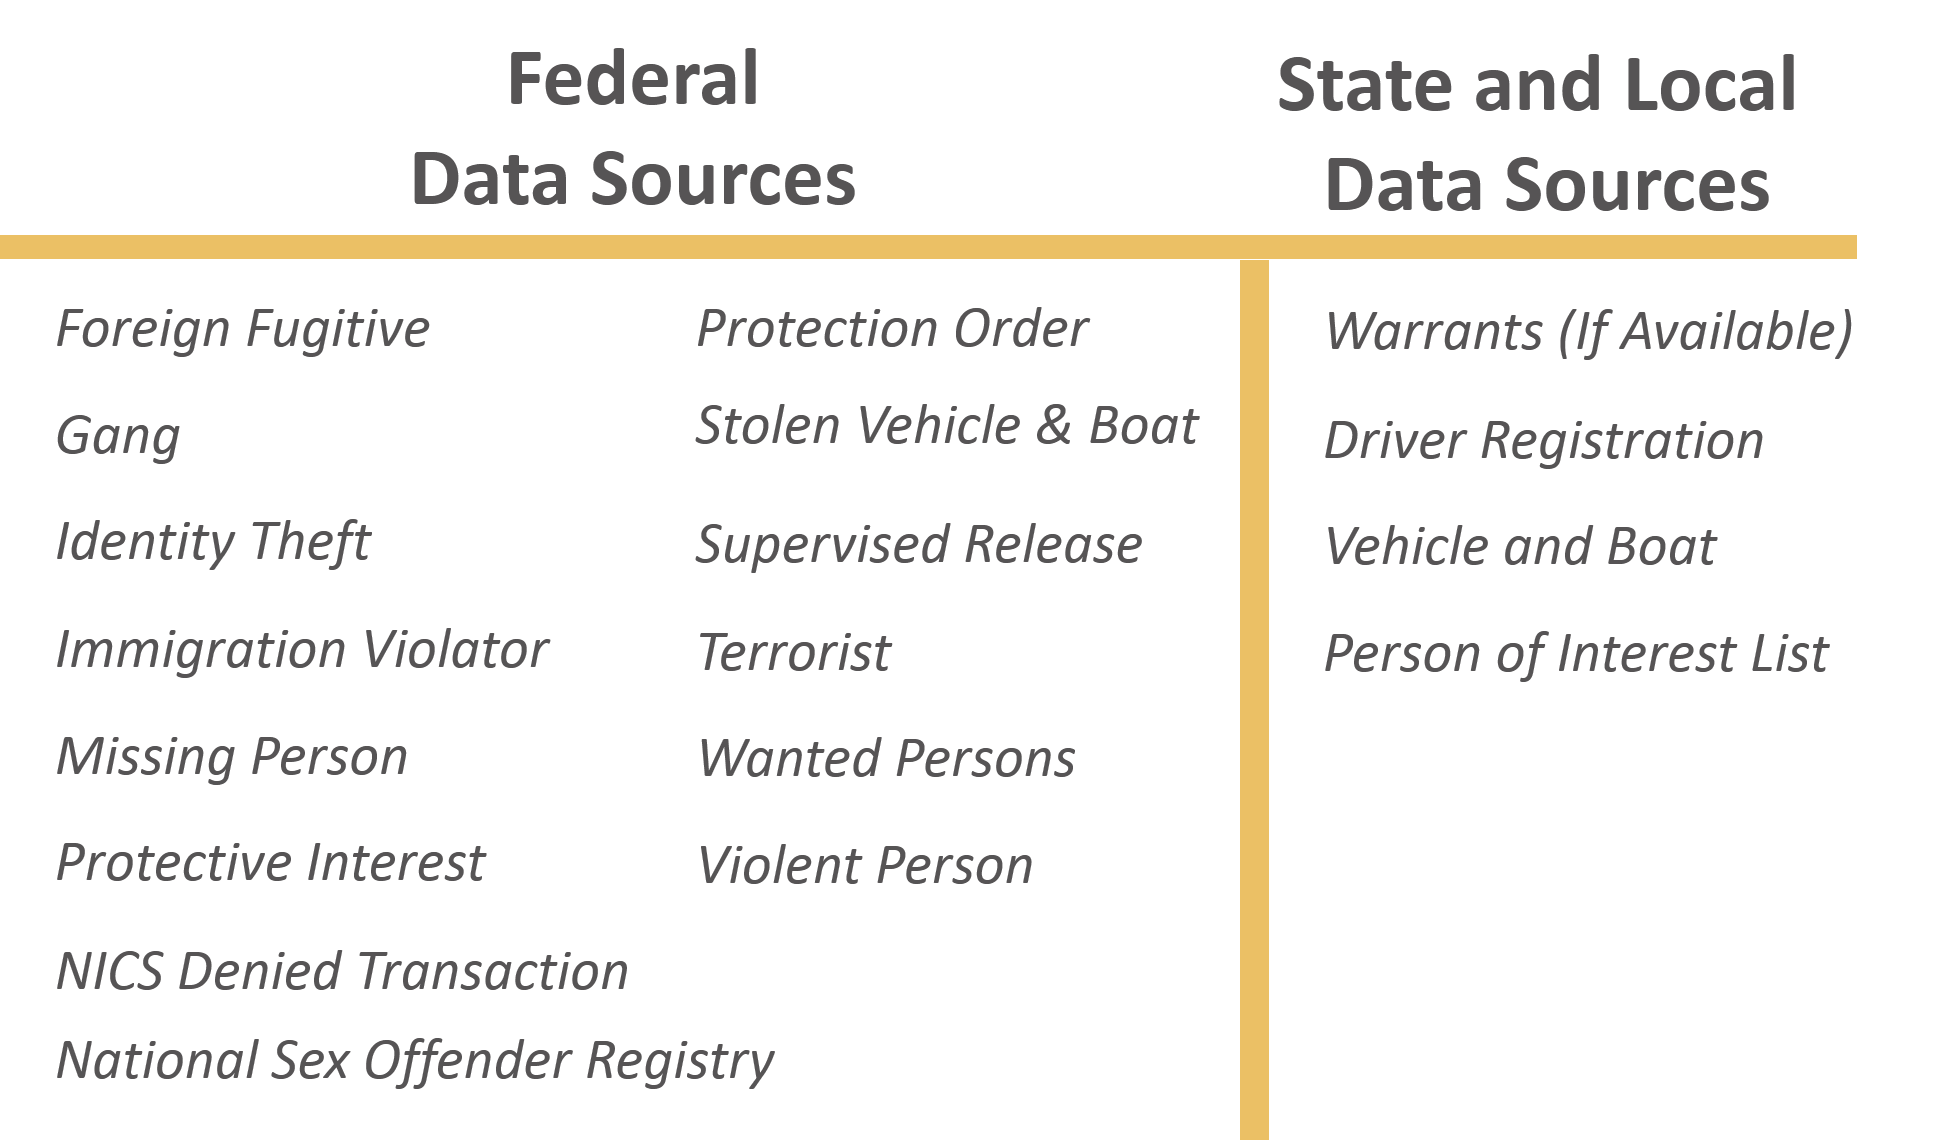 Federal
Data Sources
State and Local
Data Sources
Foreign Fugitive
Gang
Identity Theft
Immigration Violator
Missing Person
Protective Interest
NICS Denied Transaction
National Sex Offender Registry
Protection Order
Stolen Vehicle & Boat
Supervised Release
Terrorist
Wanted Persons
Violent Person
Warrants (If Available)
Driver Registration
Vehicle and Boat
Person of Interest List